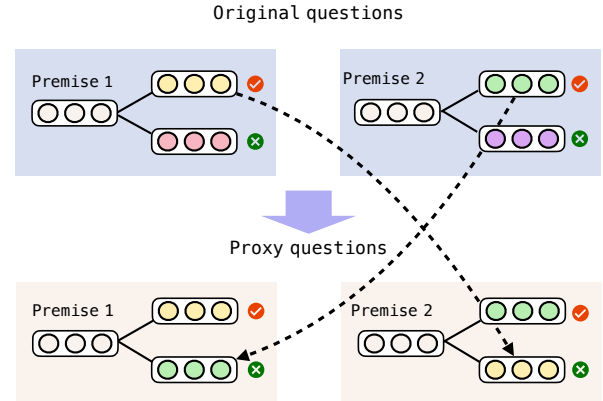 Original questions
Premise 1
Premise 2
Proxy questions
Premise 1
Premise 2